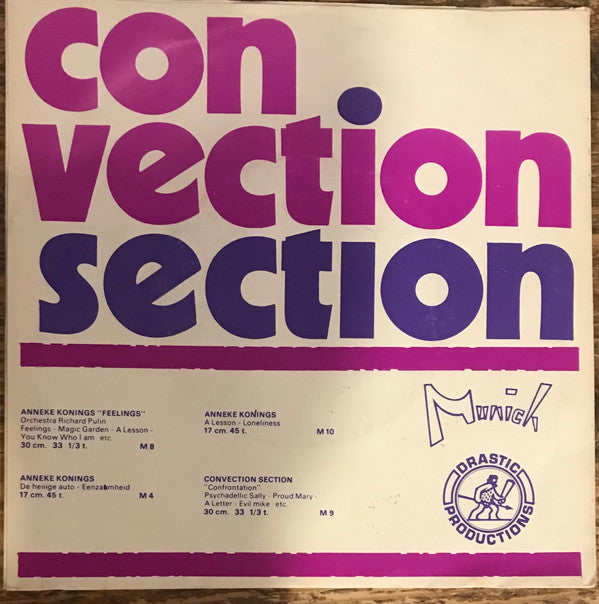 con
vection
section
ANNEKE KONINGS "FEELINGS"
Orchestra Richard Pulin
Feelings - Magic Garden - A Lesson -
You Know Who I am etc.
30 cm. 33 1/3 t. M 8
ANNEKE KONINGS
De heilige auto - Eenzaamheid
17 cm. 45 t. M 4
ANNEKE KONINGS
A Lesson - Loneliness
17 cm. 45 t. M 10
CONVECTION SECTION
"Confrontation"
Psychadellic Sally - Proud Mary -
A Letter - Evil mike etc.
30 cm. 33 1/3 t. M 9
Munich
DRASTIC
PRODUCTIONS